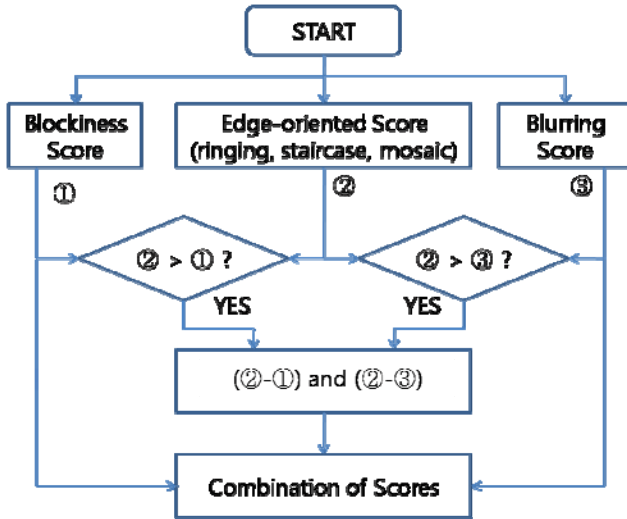 START
Blockiness
Score
Edge-oriented Score
(ringing, staircase, mosaic)
Blurring
Score
①
②
③
② > ① ?
② > ③ ?
YES
YES
(②-①) and (②-③)
Combination of Scores